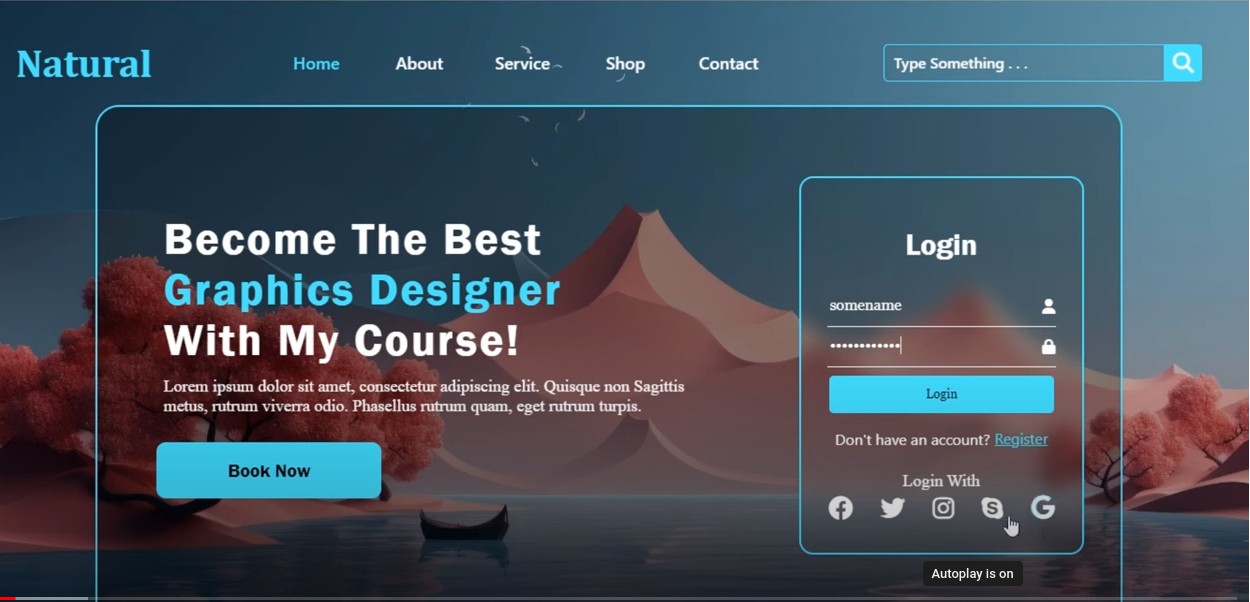 Natural
Home About Service Shop Contact
Type Something . . .
Become The Best
Graphics Designer
With My Course!
Lorem ipsum dolor sit amet, consectetur adipiscing elit. Quisque non Sagittis
metus, rutrum viverra odio. Phasellus rutrum quam, eget rutrum turpis.
Book Now
Login
somename
••••••••••••
Login
Don't have an account? Register
Login With
Autoplay is on